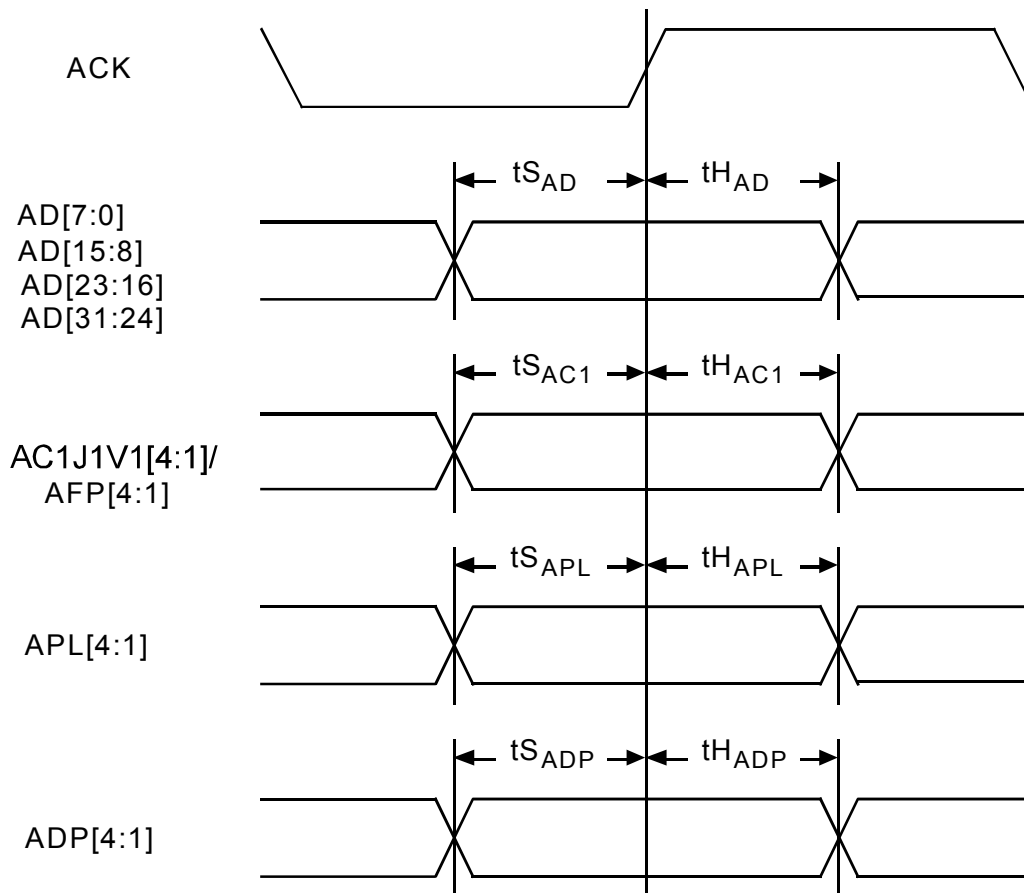 ACK
tSAD tHAD
AD[7:0]
AD[15:8]
AD[23:16]
AD[31:24]
tSAC1 tHAC1
AC1J1V1[4:1]/
AFP[4:1]
tSAPL tHAPL
APL[4:1]
tSADP tHADP
ADP[4:1]